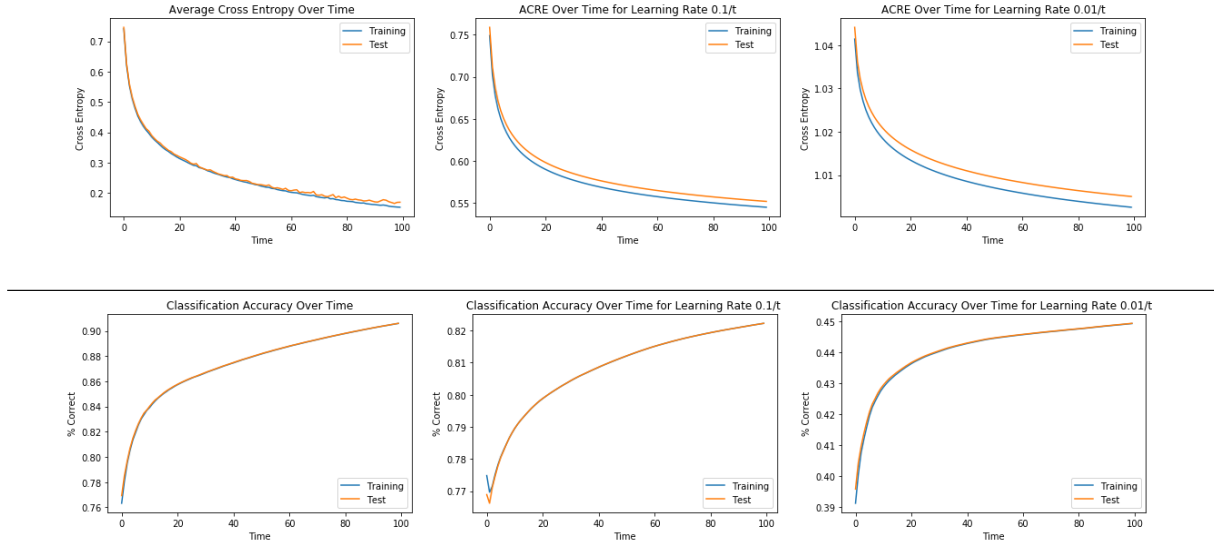 Average Cross Entropy Over Time
Cross Entropy
0.7
0.6
0.5
0.4
0.3
0.2
0 20 40 60 80 100
Time
Training
Test
ACRE Over Time for Learning Rate 0.1/t
Cross Entropy
0.75
0.70
0.65
0.60
0.55
0 20 40 60 80 100
Time
Training
Test
ACRE Over Time for Learning Rate 0.01/t
Cross Entropy
1.04
1.03
1.02
1.01
0 20 40 60 80 100
Time
Training
Test
Classification Accuracy Over Time
% Correct
0.90
0.88
0.86
0.84
0.82
0.80
0.78
0.76
0 20 40 60 80 100
Time
Training
Test
Classification Accuracy Over Time for Learning Rate 0.1/t
% Correct
0.82
0.81
0.80
0.79
0.78
0.77
0 20 40 60 80 100
Time
Training
Test
Classification Accuracy Over Time for Learning Rate 0.01/t
% Correct
0.45
0.44
0.43
0.42
0.41
0.40
0.39
0 20 40 60 80 100
Time
Training
Test